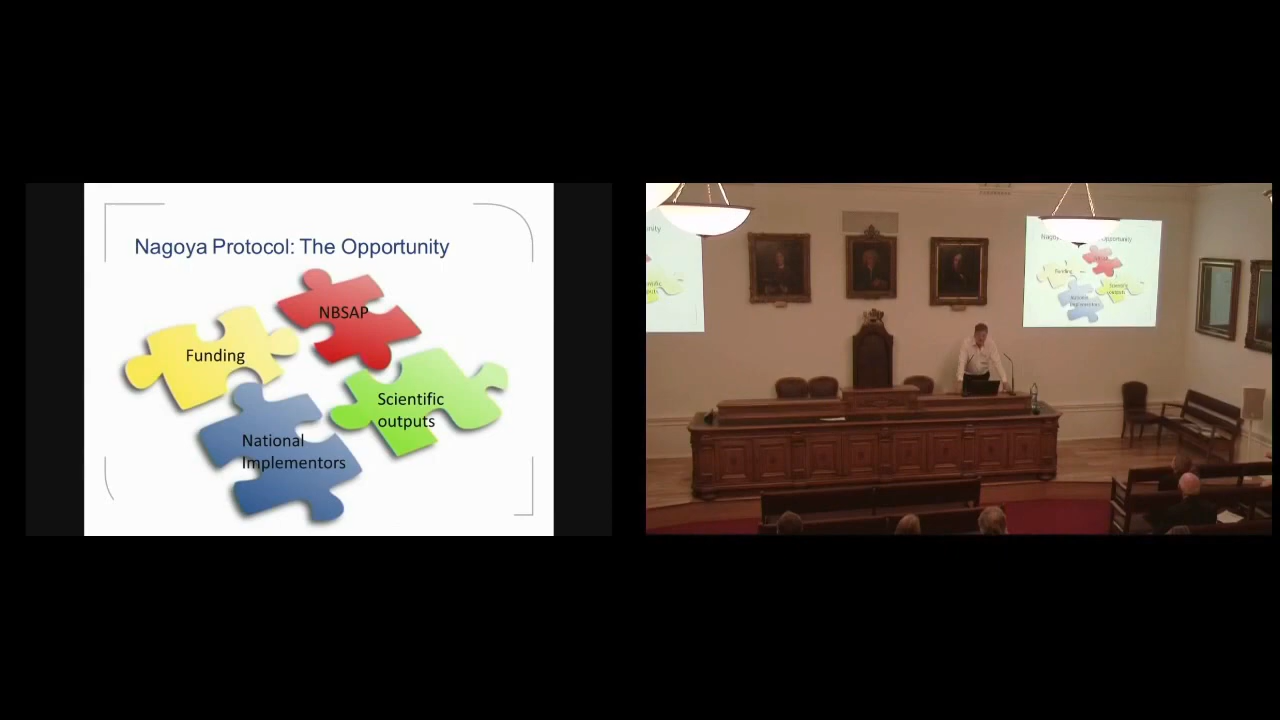 Nagoya Protocol: The Opportunity
NBSAP
Funding
Scientific
outputs
National
Implementors